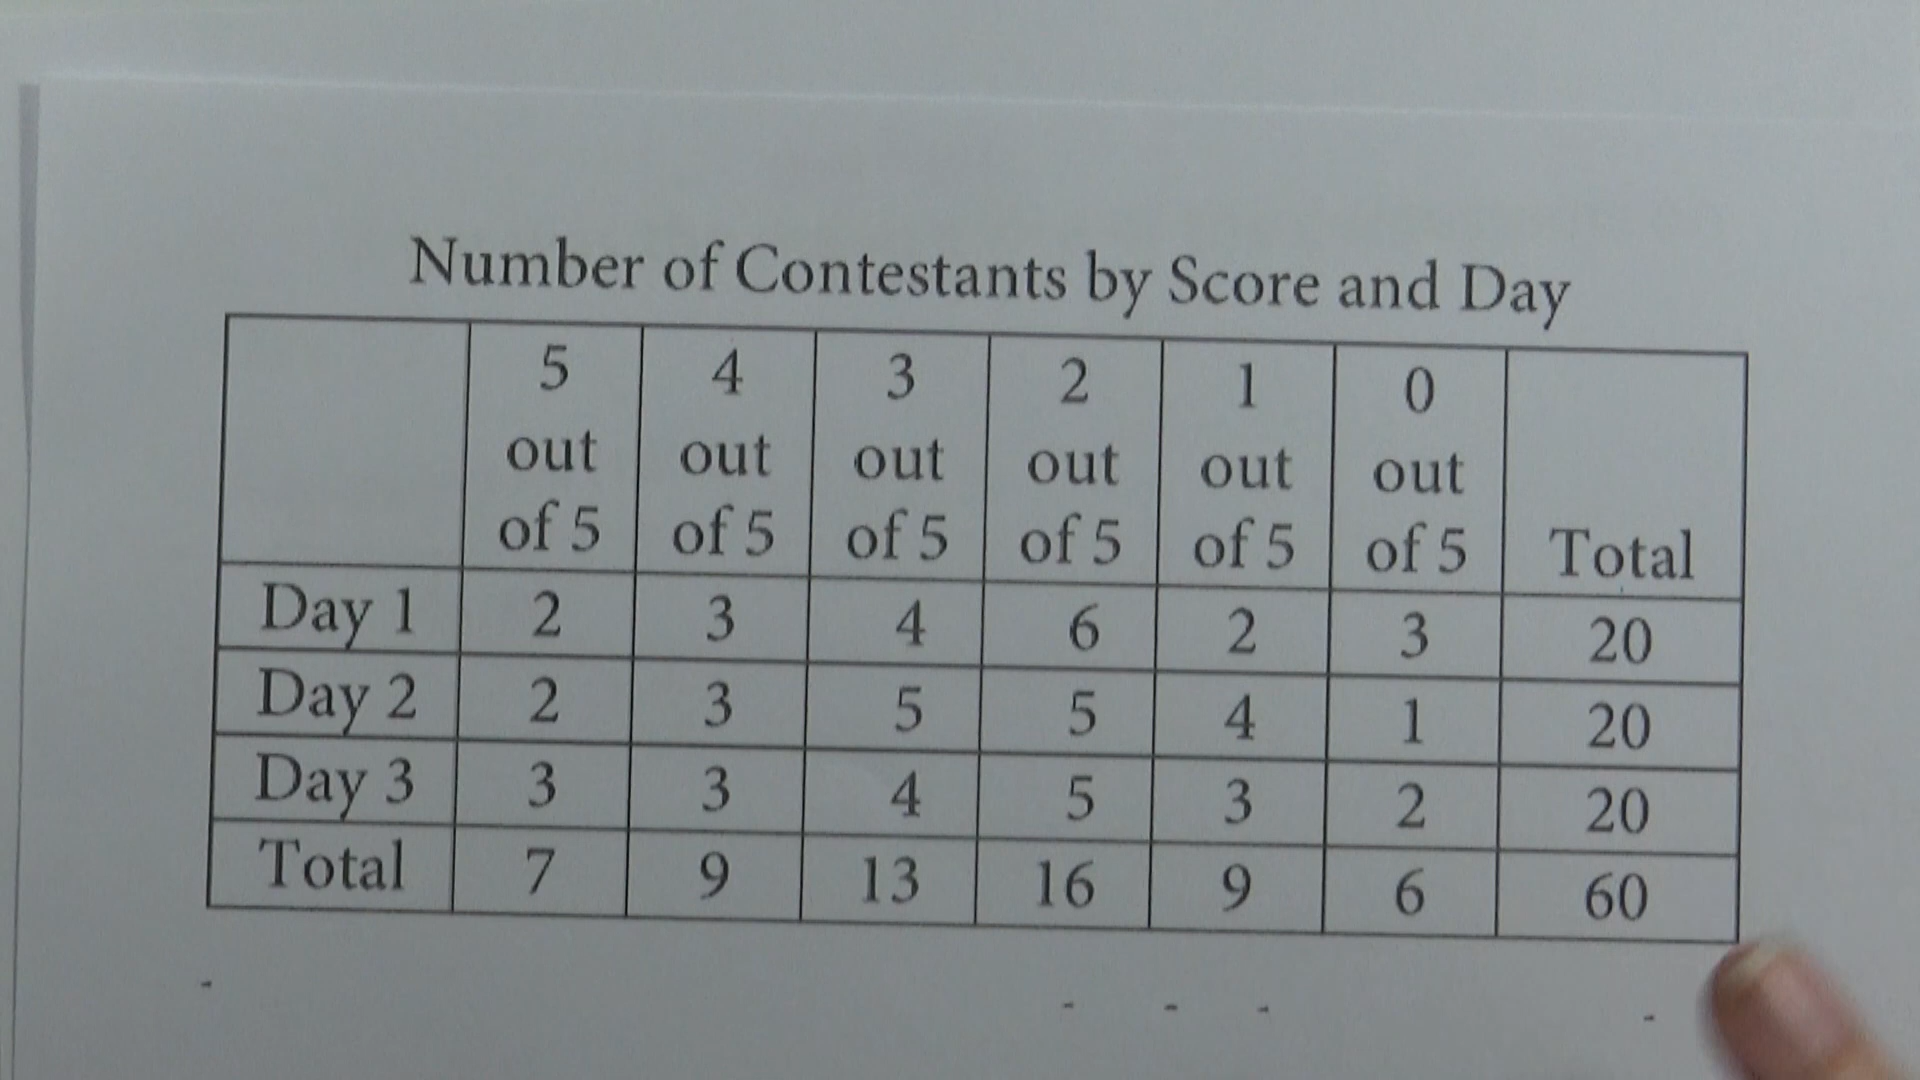 Number of Contestants by Score and Day
5 out of 5 4 out of 5 3 out of 5 2 out of 5 1 out of 5 0 out of 5 Total
Day 1 2 3 4 6 2 3 20
Day 2 2 3 5 5 4 1 20
Day 3 3 3 4 5 3 2 20
Total 7 9 13 16 9 6 60